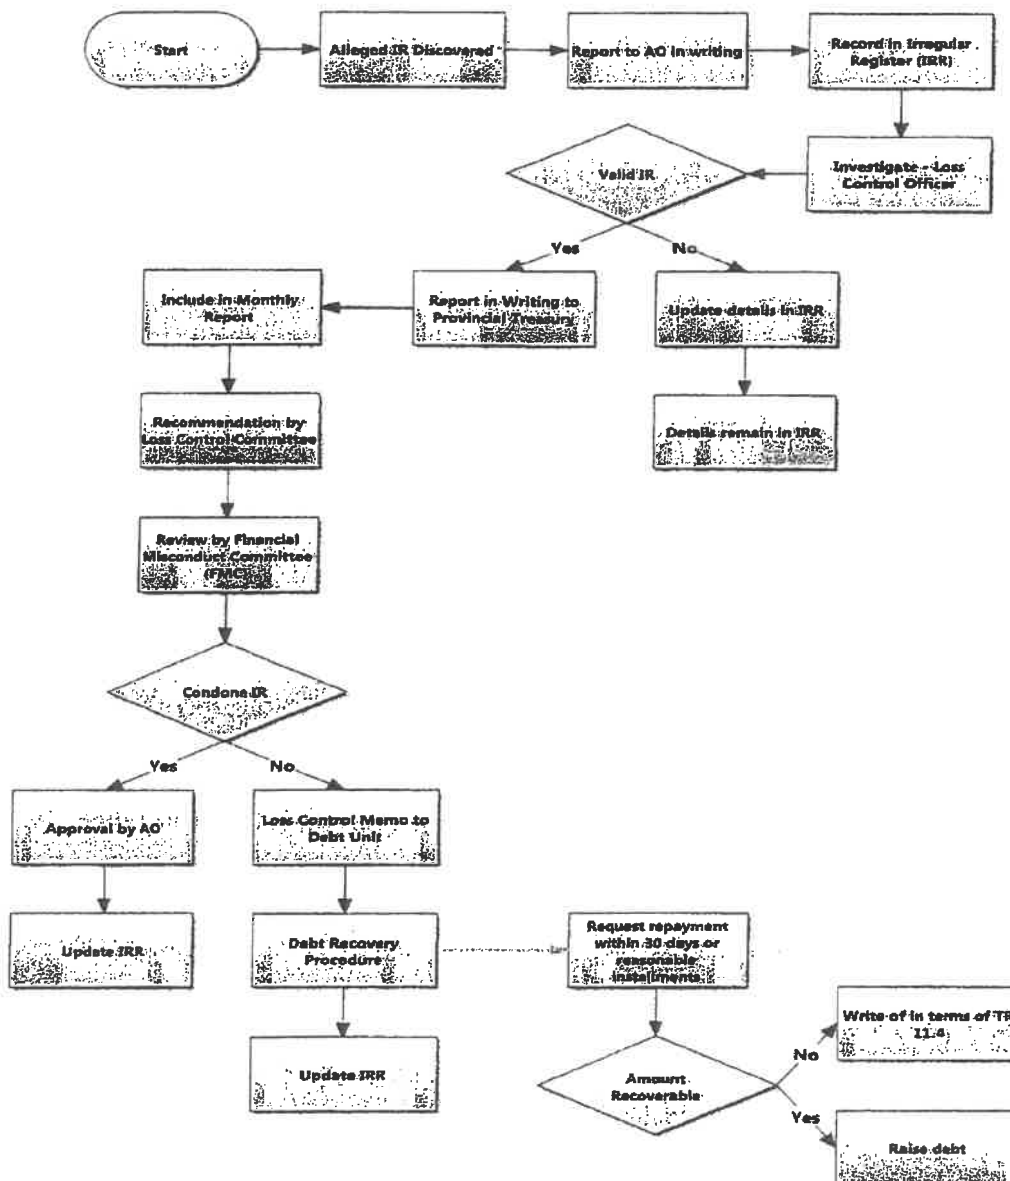 Start
Alleged IR Discovered
Report to AO in writing
Record in Irregular
Register (IRR)
Valid IR
Investigate - Loss
Control Officer
Yes
No
Include in Monthly
Report
Report in Writing to
Provincial Treasury
Update details in IRR
Recommendation by
Loss Control Committee
Details remain in IRR
Review by Financial
Misconduct Committee
(FMC)
Condone IR
Yes
No
Approval by AO
Loss Control Memo to
Debt Unit
Update IRR
Debt Recovery
Procedure
Request repayment
within 30 days or
reasonable
installments
Update IRR
Amount
Recoverable
No
Write of in terms of TR
11.4
Yes
Raise debt